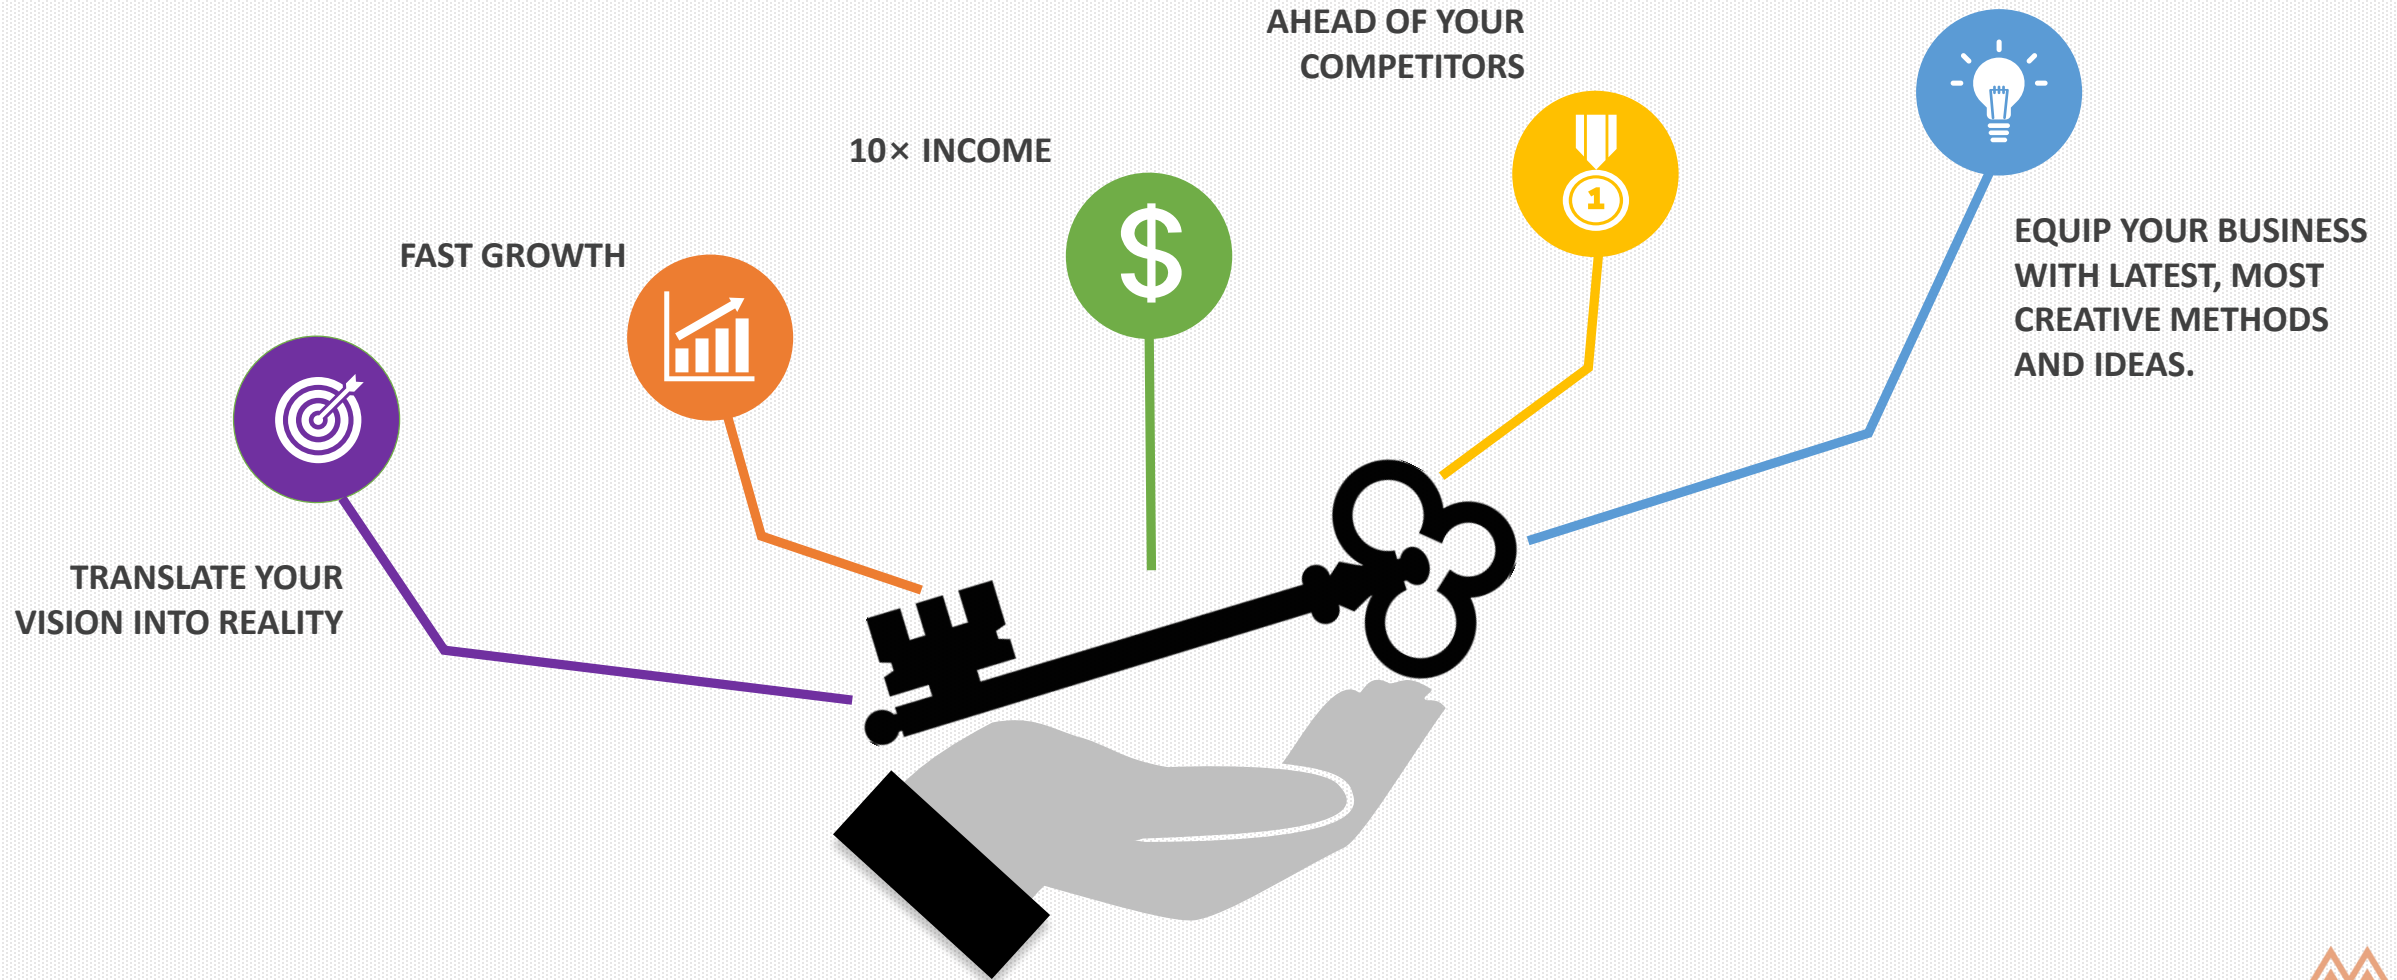 AHEAD OF YOUR
COMPETITORS
10× INCOME
FAST GROWTH
TRANSLATE YOUR
VISION INTO REALITY
$
1
EQUIP YOUR BUSINESS
WITH LATEST, MOST
CREATIVE METHODS
AND IDEAS.